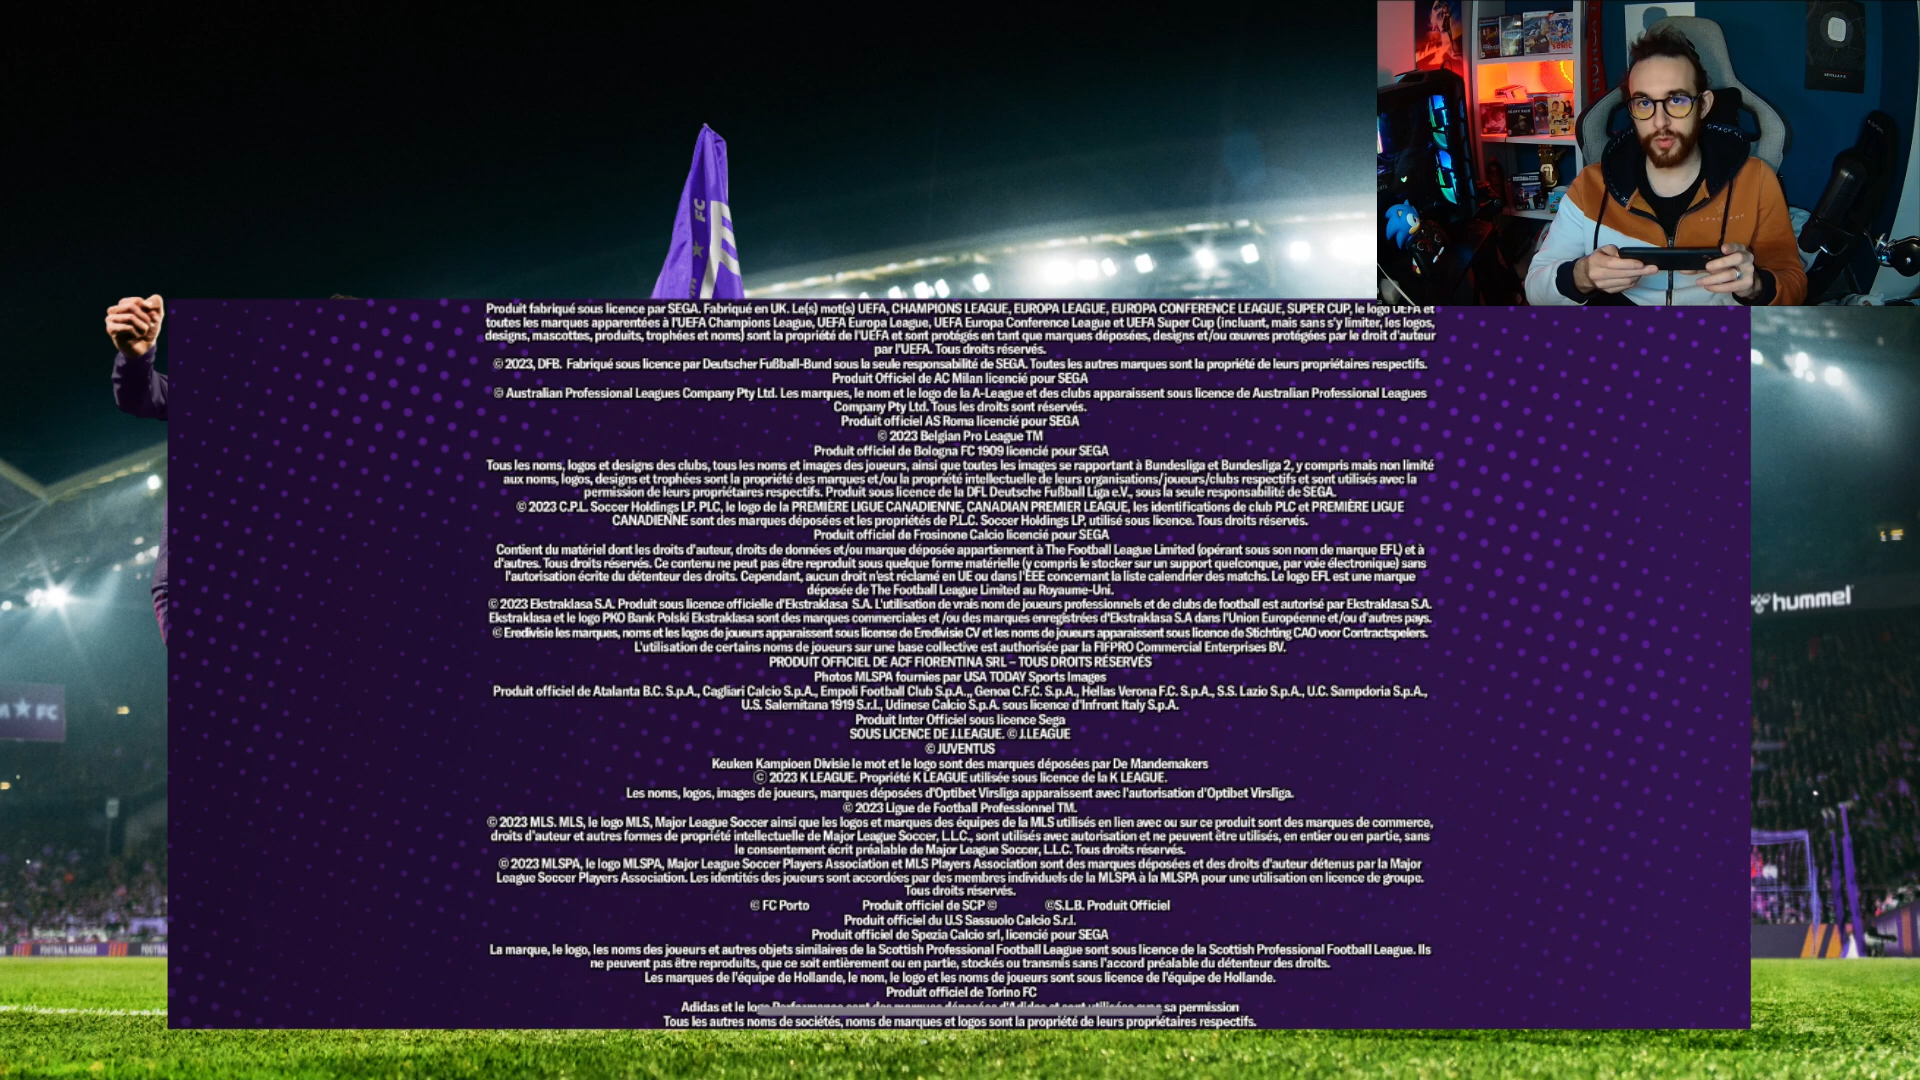 FC
Produit fabriqué sous licence par SEGA. Fabriqué en UK. Le(s) mot(s) UEFA, CHAMPIONS LEAGUE, EUROPA LEAGUE, EUROPA CONFERENCE LEAGUE, SUPER CUP, le logo UEFA et
toutes les marques apparentées à l'UEFA Champions League, UEFA Europa League, UEFA Europa Conference League et UEFA Super Cup (incluant, mais sans s'y limiter, les logos,
designs, mascottes, produits, trophées et noms) sont la propriété de l'UEFA et sont protégés en tant que marques déposées, designs et/ou œuvres protégées par le droit d'auteur
par l'UEFA. Tous droits réservés.
© 2023, DFB. Fabriqué sous licence par Deutscher Fußball-Bund sous la seule responsabilité de SEGA. Toutes les autres marques sont la propriété de leurs propriétaires respectifs.
Produit Officiel de AC Milan licencié pour SEGA
© Australian Professional Leagues Company Pty Ltd. Les marques, le nom et le logo de la A-League et des clubs apparaissent sous licence de Australian Professional Leagues
Company Pty Ltd. Tous les droits sont réservés.
Produit officiel AS Roma licencié pour SEGA
© 2023 Belgian Pro League TM
Produit officiel de Bologna FC 1909 licencié pour SEGA
Tous les noms, logos et designs des clubs, tous les noms et images des joueurs, ainsi que toutes les images se rapportant à Bundesliga et Bundesliga 2, y compris mais non limité
aux noms, logos, designs et trophées sont la propriété des marques et/ou la propriété intellectuelle de leurs organisations/joueurs/clubs respectifs et sont utilisés avec la
permission de leurs propriétaires respectifs. Produit sous licence de la DFL Deutsche Fußball Liga e.V., sous la seule responsabilité de SEGA.
© 2023 C.P.L. Soccer Holdings LP. PLC, le logo de la PREMIÈRE LIGUE CANADIENNE, CANADIAN PREMIER LEAGUE, les identifications de club PLC et PREMIÈRE LIGUE
CANADIENNE sont des marques déposées et les propriétés de P.L.C. Soccer Holdings LP, utilisé sous licence. Tous droits réservés.
Produit officiel de Frosinone Calcio licencié pour SEGA
Contient du matériel dont les droits d'auteur, droits de données et/ou marque déposée appartiennent à The Football League Limited (opérant sous son nom de marque EFL) et à
d'autres. Tous droits réservés. Ce contenu ne peut pas être reproduit sous quelque forme matérielle (y compris le stocker sur un support quelconque, par voie électronique) sans
l'autorisation écrite du détenteur des droits. Cependant, aucun droit n'est réclamé en UE ou dans l'EEE concernant la liste calendrier des matchs. Le logo EFL est une marque
déposée de The Football League Limited au Royaume-Uni.
© 2023 Ekstraklasa S.A. Produit sous licence officielle d'Ekstraklasa S.A. L'utilisation de vrais nom de joueurs professionnels et de clubs de football est autorisé par Ekstraklasa S.A.
Ekstraklasa et le logo PKO Bank Polski Ekstraklasa sont des marques commerciales et /ou des marques enregistrées d'Ekstraklasa S.A dans l'Union Européenne et/ou d'autres pays.
© Eredivisie les marques, noms et les logos de joueurs apparaissent sous license de Eredivisie CV et les noms de joueurs apparaissent sous licence de Stichting CAO voor Contractspelers.
L'utilisation de certains noms de joueurs sur une base collective est authorisée par la FIFPRO Commercial Enterprises BV.
PRODUIT OFFICIEL DE ACF FIORENTINA SRL – TOUS DROITS RÉSERVÉS
Photos MLSPA fournies par USA TODAY Sports Images
Produit officiel de Atalanta B.C. S.p.A., Cagliari Calcio S.p.A., Empoli Football Club S.p.A.,, Genoa C.F.C. S.p.A., Hellas Verona F.C. S.p.A., S.S. Lazio S.p.A., U.C. Sampdoria S.p.A.,
U.S. Salernitana 1919 S.r.l., Udinese Calcio S.p.A. sous licence d'Infront Italy S.p.A.
Produit Inter Officiel sous licence Sega
SOUS LICENCE DE J.LEAGUE. © J.LEAGUE
© JUVENTUS
Keuken Kampioen Divisie le mot et le logo sont des marques déposées par De Mandemakers
© 2023 K LEAGUE. Propriété K LEAGUE utilisée sous licence de la K LEAGUE.
Les noms, logos, images de joueurs, marques déposées d'Optibet Virsliga apparaissent avec l'autorisation d'Optibet Virsliga.
© 2023 Ligue de Football Professionnel TM.
© 2023 MLS. MLS, le logo MLS, Major League Soccer ainsi que les logos et marques des équipes de la MLS utilisés en lien avec ou sur ce produit sont des marques de commerce,
droits d'auteur et autres formes de propriété intellectuelle de Major League Soccer, L.L.C., sont utilisés avec autorisation et ne peuvent être utilisés, en entier ou en partie, sans
le consentement écrit préalable de Major League Soccer, L.L.C. Tous droits réservés.
© 2023 MLSPA, le logo MLSPA, Major League Soccer Players Association et MLS Players Association sont des marques déposées et des droits d'auteur détenus par la Major
League Soccer Players Association. Les identités des joueurs sont accordées par des membres individuels de la MLSPA à la MLSPA pour une utilisation en licence de groupe.
Tous droits réservés.
© FC Porto Produit officiel de SCP © ©S.L.B. Produit Officiel
Produit officiel du U.S Sassuolo Calcio S.r.l.
Produit officiel de Spezia Calcio srl, licencié pour SEGA
La marque, le logo, les noms des joueurs et autres objets similaires de la Scottish Professional Football League sont sous licence de la Scottish Professional Football League. Ils
ne peuvent pas être reproduits, que ce soit entièrement ou en partie, stockés ou transmis sans l'accord préalable du détenteur des droits.
Les marques de l'équipe de Hollande, le nom, le logo et les noms de joueurs sont sous licence de l'équipe de Hollande.
Produit officiel de Torino FC
Adidas et le logo Performance sont des marques déposées d'Adidas et sont utilisées avec sa permission
Tous les autres noms de sociétés, noms de marques et logos sont la propriété de leurs propriétaires respectifs.
hummel
FC
FOOTBALL MANAGER